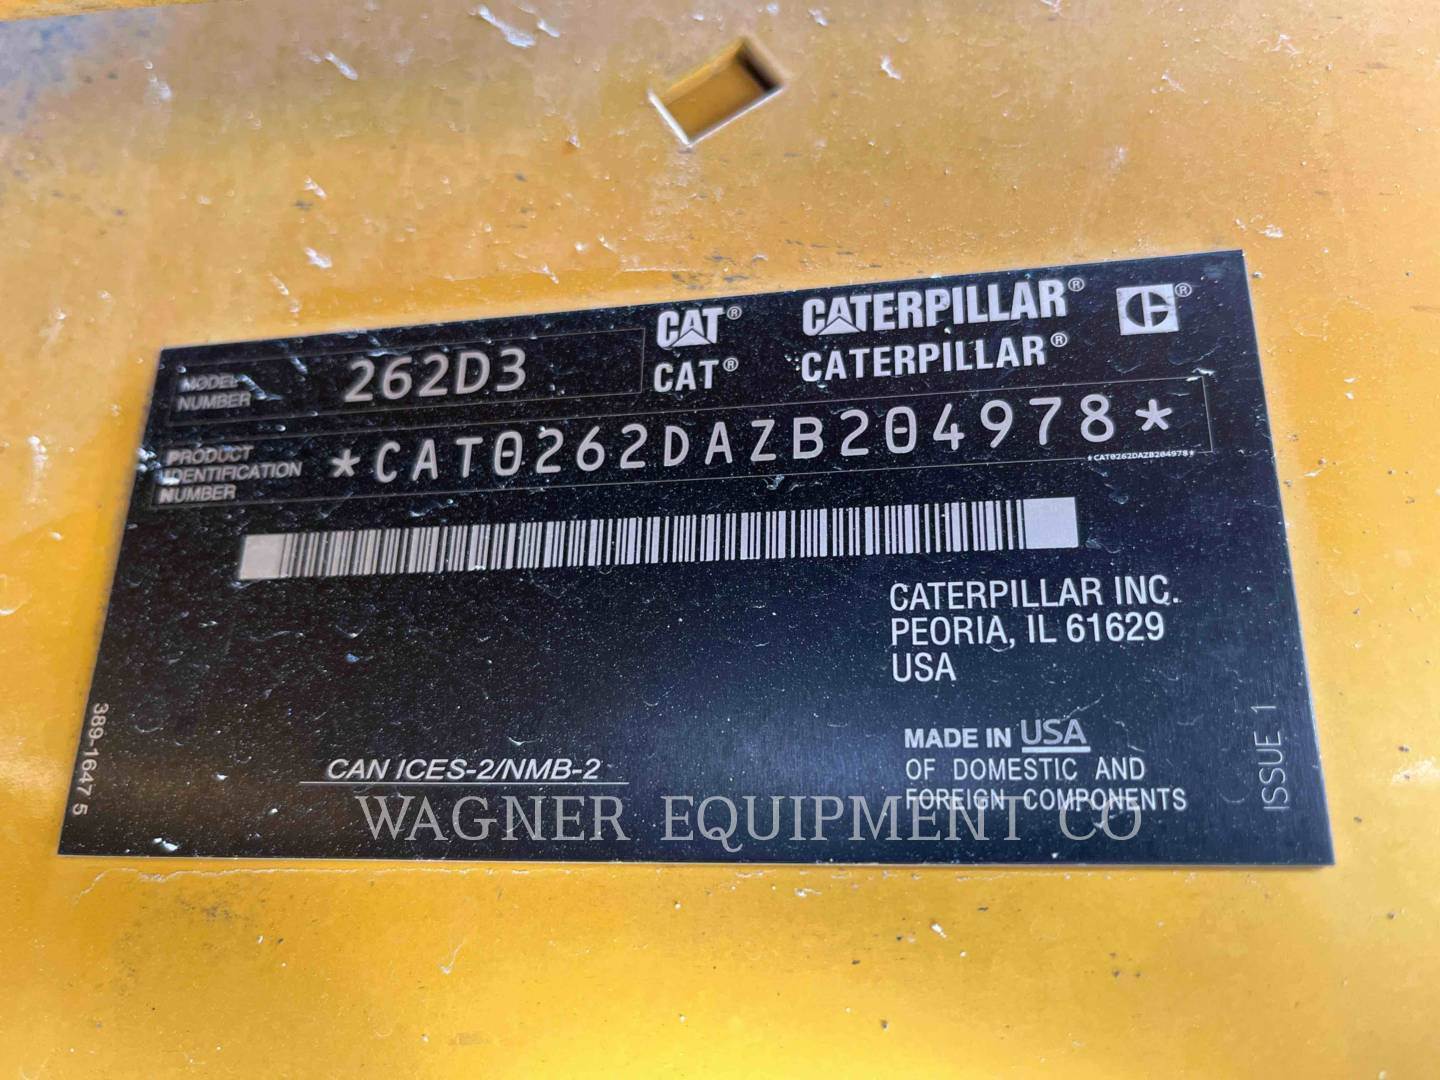 CAT® CATERPILLAR® ®
CAT® CATERPILLAR®
MODEL
NUMBER
262D3
PRODUCT
IDENTIFICATION
NUMBER
*CAT0262DAZB204978*
*CAT0262DAZB204978*
CATERPILLAR INC.
PEORIA, IL 61629
USA
MADE IN USA
OF DOMESTIC AND
FOREIGN COMPONENTS
CAN ICES-2/NMB-2
389-1647 5
ISSUE 1
WAGNER EQUIPMENT CO